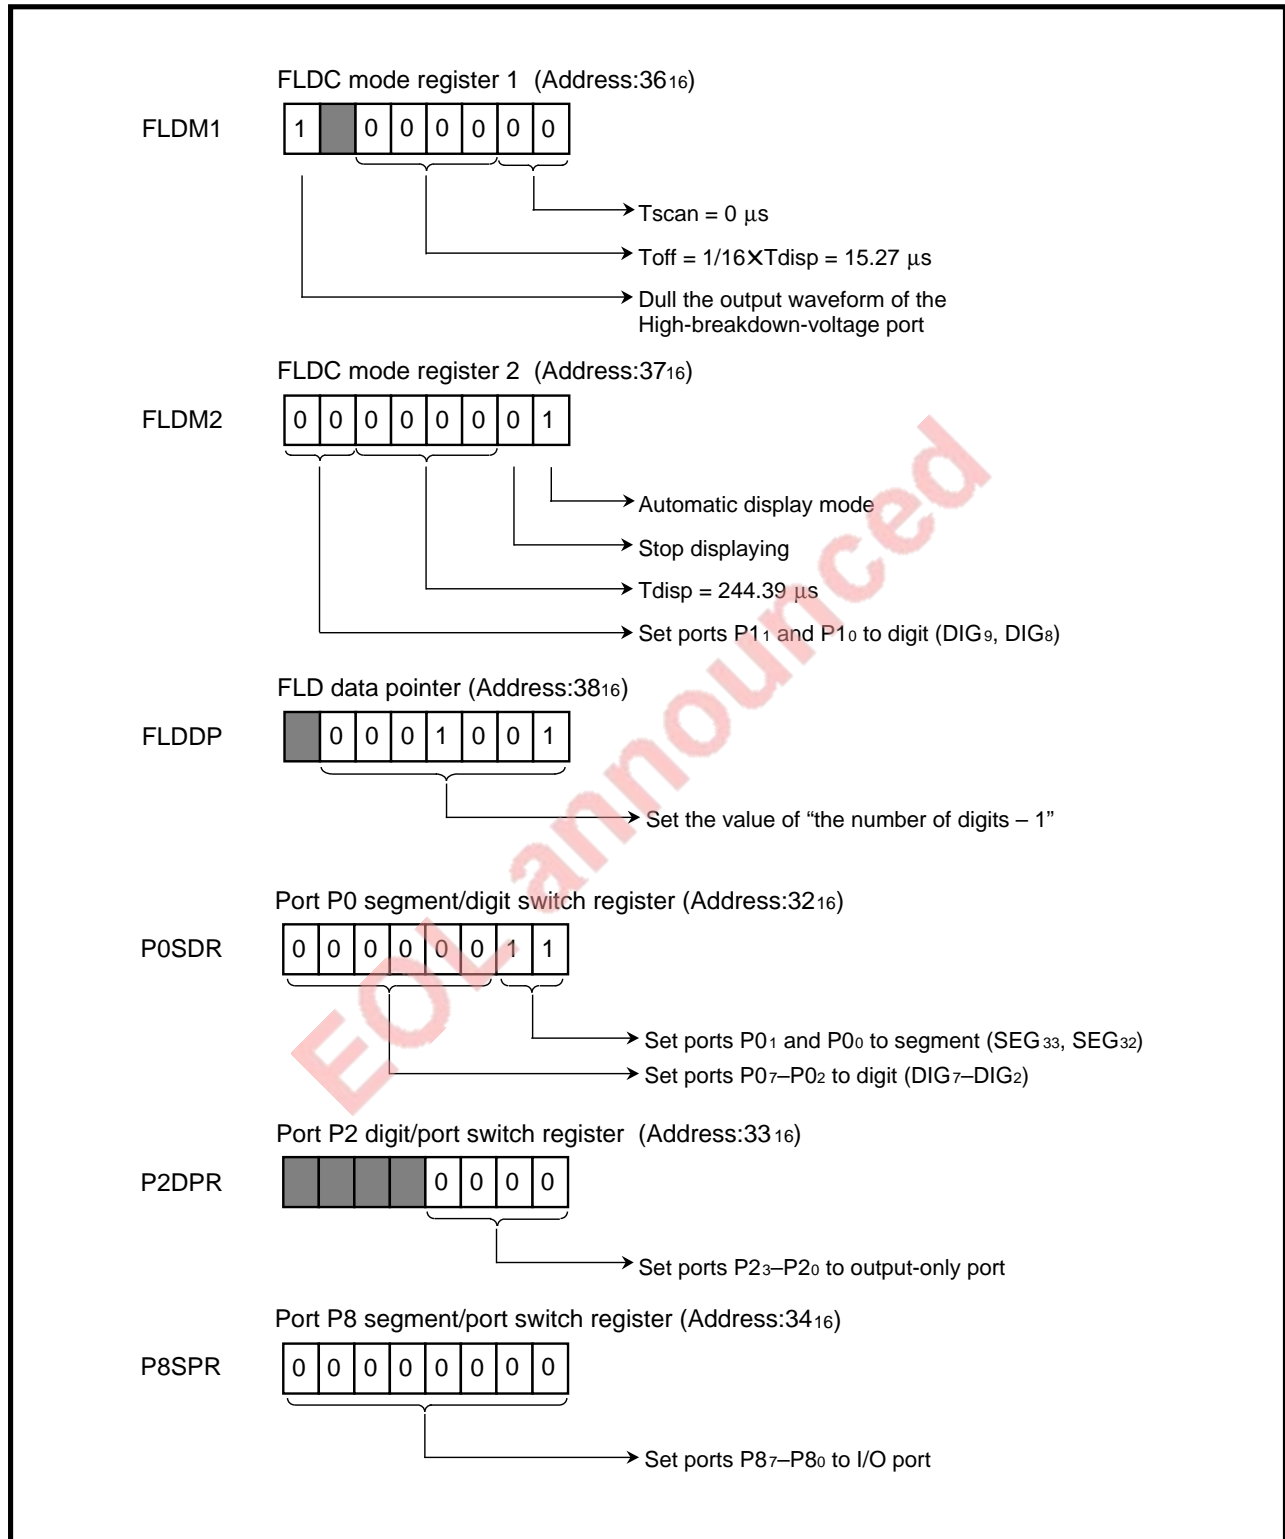 FLDC mode register 1 (Address:3616)
FLDM1
1 0 0 0 0 0 0
Tscan = 0 μs
Toff = 1/16×Tdisp = 15.27 μs
Dull the output waveform of the
High-breakdown-voltage port
FLDC mode register 2 (Address:3716)
FLDM2
0 0 0 0 0 0 0 1
Automatic display mode
Stop displaying
Tdisp = 244.39 μs
Set ports P11 and P10 to digit (DIG9, DIG8)
FLD data pointer (Address:3816)
FLDDP
0 0 0 1 0 0 1
Set the value of “the number of digits – 1”
Port P0 segment/digit switch register (Address:3216)
P0SDR
0 0 0 0 0 0 1 1
Set ports P01 and P00 to segment (SEG33, SEG32)
Set ports P07–P02 to digit (DIG7–DIG2)
Port P2 digit/port switch register (Address:3316)
P2DPR
0 0 0 0
Set ports P23–P20 to output-only port
Port P8 segment/port switch register (Address:3416)
P8SPR
0 0 0 0 0 0 0 0
Set ports P87–P80 to I/O port
EOL announced